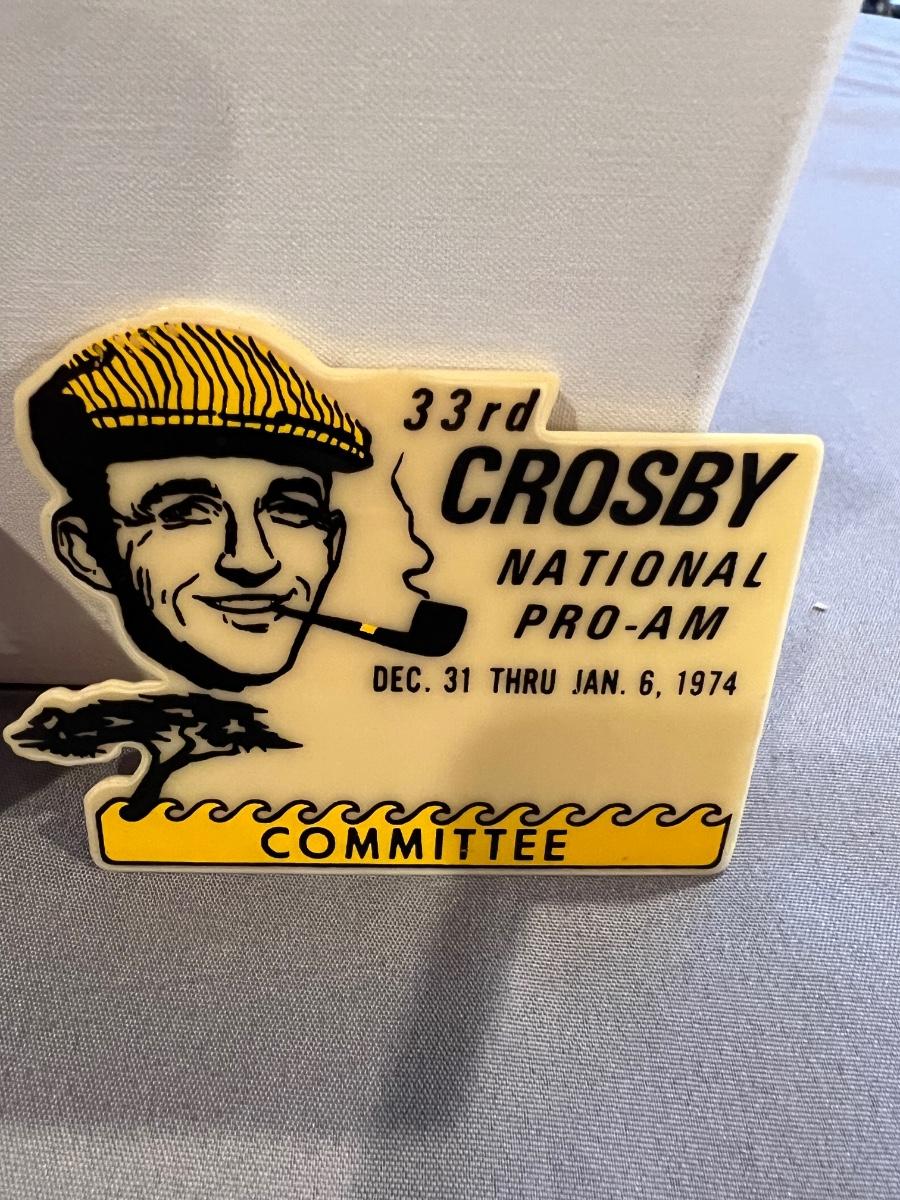 33rd
CROSBY
NATIONAL
PRO-AM
DEC. 31 THRU JAN. 6, 1974
COMMITTEE